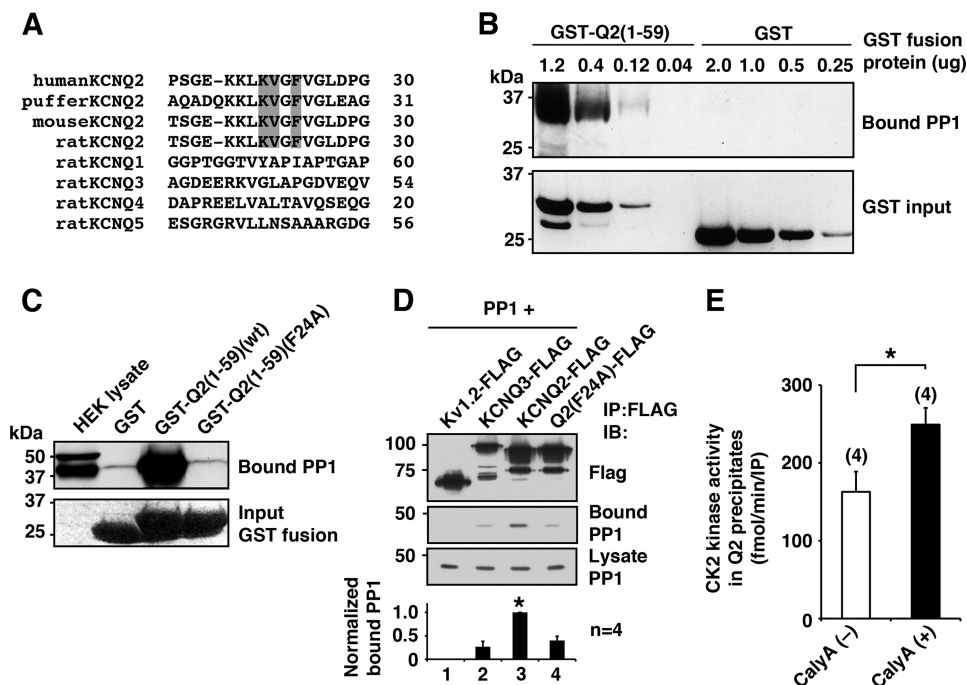 A
humanKCNQ2 PSGE-KKLKVGFVGLDPG 30
pufferKCNQ2 AQADQKKLKVGFVGLEAG 31
mouseKCNQ2 TSGE-KKLKVGFVGLDPG 30
ratKCNQ2 TSGE-KKLKVGFVGLDPG 30
ratKCNQ1 GGPTGGTVYAPIAPTGAP 60
ratKCNQ3 AGDEERKVGLAPGDVEQV 54
ratKCNQ4 DAPREELVALTAVQSEQG 20
ratKCNQ5 ESGRGRVLLNSAAARGDG 56
B
GST-Q2(1-59) GST GST fusion
1.2 0.4 0.12 0.04 2.0 1.0 0.5 0.25 protein (ug)
kDa
37
Bound PP1
25
37
GST input
25
C
HEK lysate
GST
GST-Q2(1-59)(wt)
GST-Q2(1-59)(F24A)
kDa
50
37
Bound PP1
37
25
Input
GST fusion
D
PP1 +
Kv1.2-FLAG
KCNQ3-FLAG
KCNQ2-FLAG
Q2(F24A)-FLAG
IP:FLAG
IB:
100
75
Flag
50
Bound
PP1
50
Lysate
PP1
Normalized
bound PP1
1.0
0.5
0
*
n=4
1 2 3 4
E
*
CK2 kinase activity
in Q2 precipitates
(fmol/min/IP)
300
200
100
0
(4)
(4)
CalyA (–)
CalyA (+)